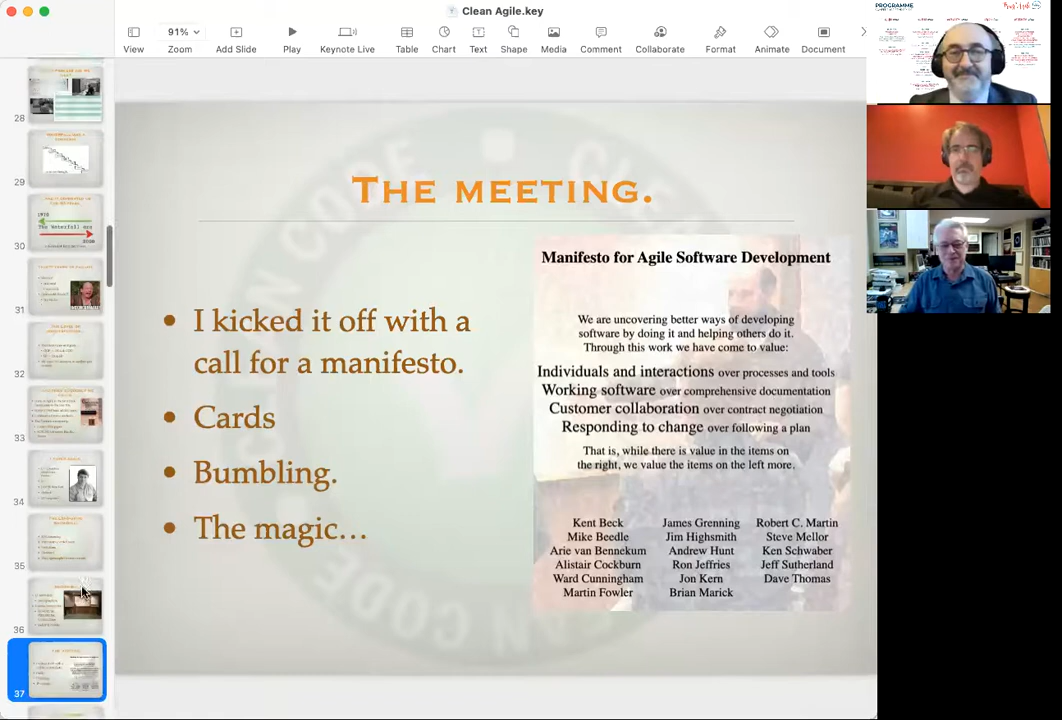 Clean Agile.key
91%
View
Zoom
Add Slide
Play
Keynote Live
Table
Chart
Text
Shape
Media
Comment
Collaborate
Format
Animate
Document
PROGRAMME
28
29
30
31
32
33
34
35
36
37
THE MEETING.
• I kicked it off with a
call for a manifesto.
• Cards
• Bumbling.
• The magic…
Manifesto for Agile Software Development
We are uncovering better ways of developing
software by doing it and helping others do it.
Through this work we have come to value:
Individuals and interactions over processes and tools
Working software over comprehensive documentation
Customer collaboration over contract negotiation
Responding to change over following a plan
That is, while there is value in the items on
the right, we value the items on the left more.
Kent Beck
Mike Beedle
Arie van Bennekum
Alistair Cockburn
Ward Cunningham
Martin Fowler
James Grenning
Jim Highsmith
Andrew Hunt
Ron Jeffries
Jon Kern
Brian Marick
Robert C. Martin
Steve Mellor
Ken Schwaber
Jeff Sutherland
Dave Thomas
CLEAN CODE